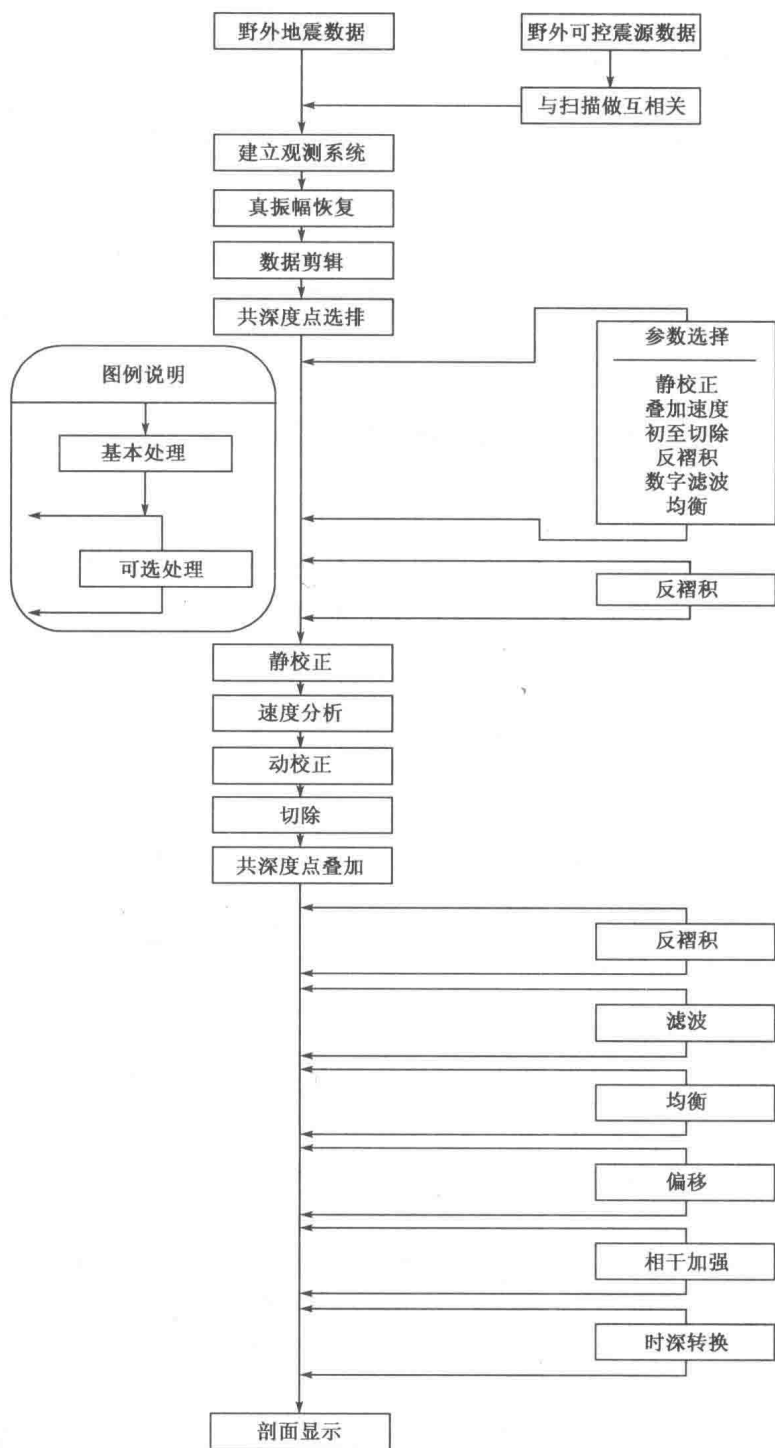 野外地震数据
野外可控震源数据
与扫描做互相关
建立观测系统
真振幅恢复
数据剪辑
共深度点选排
参数选择
静校正
叠加速度
初至切除
反褶积
数字滤波
均衡
图例说明
基本处理
可选处理
反褶积
静校正
速度分析
动校正
切除
共深度点叠加
反褶积
滤波
均衡
偏移
相干加强
时深转换
剖面显示